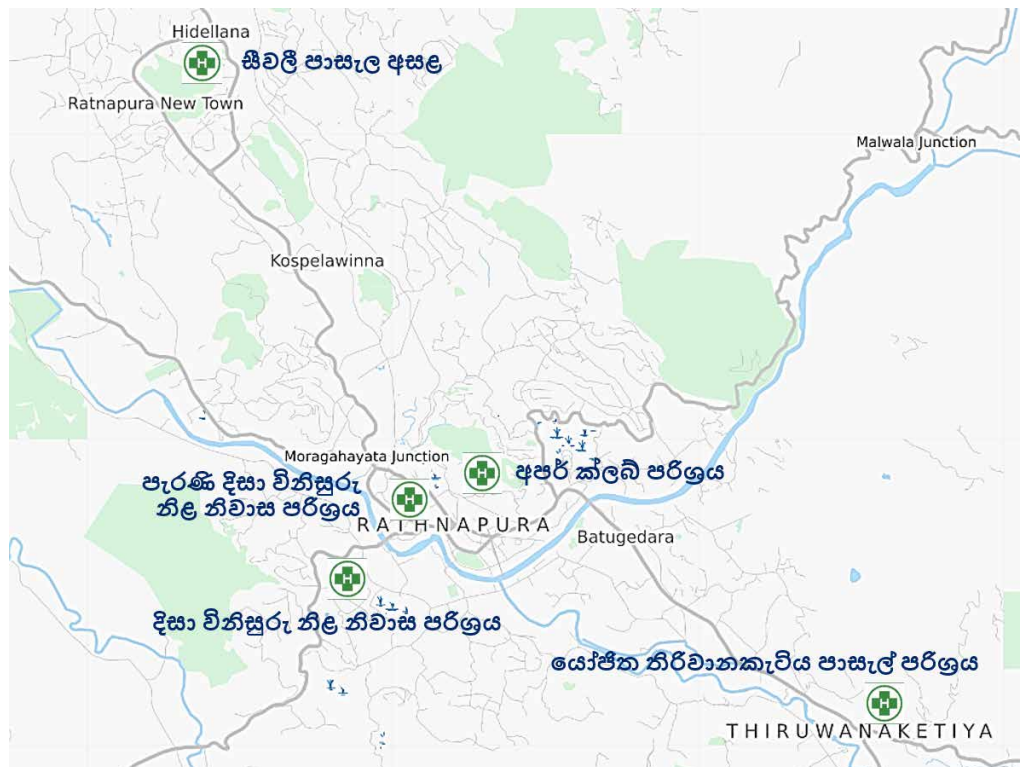 Hidellana
සීවලී පාසැල අසළ
Ratnapura New Town
Malwala Junction
Kospelawinna
Moragahayata Junction
පැරණි දිසා විනිසුරු
නිළ නිවාස පරිශ්‍රය
අපර් ක්ලබ් පරිශ්‍රය
RATHNAPURA
Batugedara
දිසා විනිසුරු නිළ නිවාස පරිශ්‍රය
යෝජිත තිරිවානකැටිය පාසැල් පරිශ්‍රය
THIRUWANAKETIYA